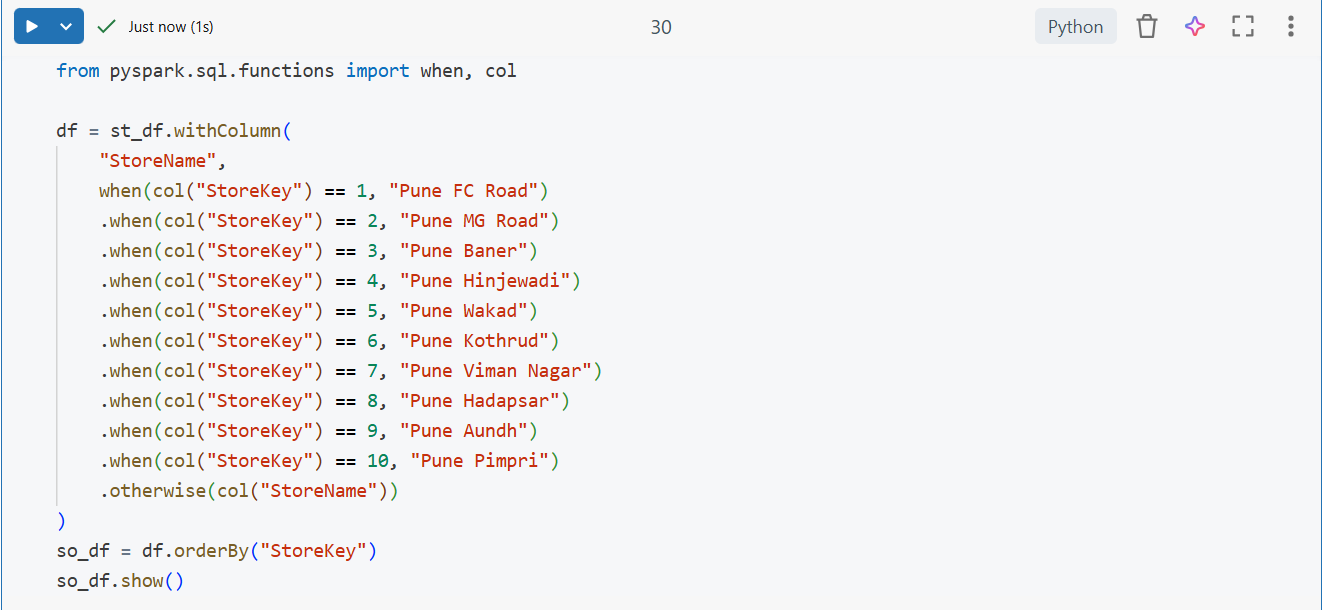 Just now (1s)
30
Python
from pyspark.sql.functions import when, col
df = st_df.withColumn(
"StoreName",
when(col("StoreKey") == 1, "Pune FC Road")
.when(col("StoreKey") == 2, "Pune MG Road")
.when(col("StoreKey") == 3, "Pune Baner")
.when(col("StoreKey") == 4, "Pune Hinjewadi")
.when(col("StoreKey") == 5, "Pune Wakad")
.when(col("StoreKey") == 6, "Pune Kothrud")
.when(col("StoreKey") == 7, "Pune Viman Nagar")
.when(col("StoreKey") == 8, "Pune Hadapsar")
.when(col("StoreKey") == 9, "Pune Aundh")
.when(col("StoreKey") == 10, "Pune Pimpri")
.otherwise(col("StoreName"))
)
so_df = df.orderBy("StoreKey")
so_df.show()